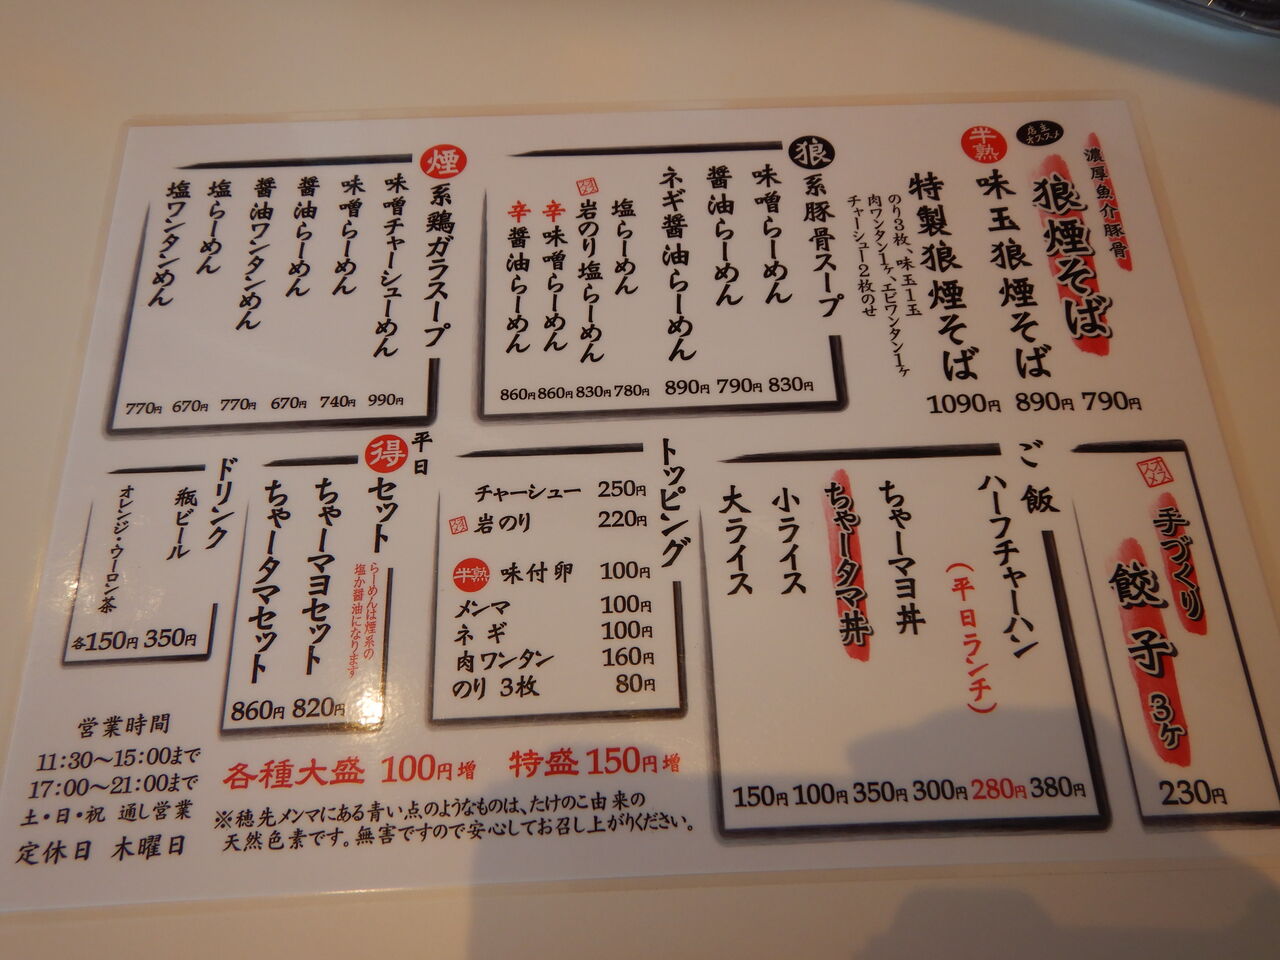 濃厚魚介豚骨
狼煙そば
790円
店主
オススメ
半熟
味玉狼煙そば
890円
特製狼煙そば
1090円
のり3枚、味玉1玉
肉ワンタン1ヶ、エビワンタン1ヶ
チャーシュー2枚のせ
狼系豚骨スープ
味噌らーめん
830円
醤油らーめん
790円
ネギ醤油らーめん
890円
塩らーめん
780円
オススメ
岩のり塩らーめん
830円
辛味噌らーめん
860円
辛醤油らーめん
860円
煙系鶏ガラスープ
味噌チャーシューめん
990円
味噌らーめん
740円
醤油らーめん
670円
醤油ワンタンめん
770円
塩らーめん
670円
塩ワンタンめん
770円
オススメ
手づくり
餃子3ヶ
230円
ご飯
ハーフチャーハン
380円
(平日ランチ)
280円
ちゃーマヨ丼
300円
ちゃータマ丼
350円
小ライス
100円
大ライス
150円
トッピング
チャーシュー 250円
オススメ 岩のり 220円
半熟 味付卵 100円
メンマ 100円
ネギ 100円
肉ワンタン 160円
のり 3枚 80円
平日
得セット
らーめんは煙系の
塩か醤油になります
ちゃーマヨセット
820円
ちゃータマセット
860円
ドリンク
瓶ビール
350円
オレンジ・ウーロン茶
各150円
各種大盛 100円増 特盛150円増
※穂先メンマにある青い点のようなものは、たけのこ由来の
天然色素です。無害ですので安心してお召し上がりください。
営業時間
11:30〜15:00まで
17:00〜21:00まで
土・日・祝 通し営業
定休日 木曜日